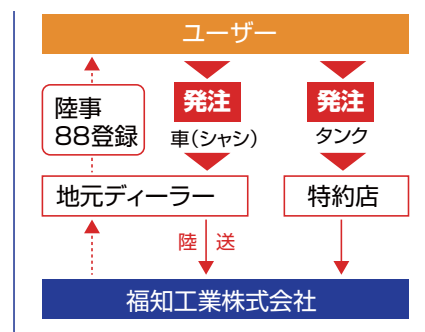 ユーザー
陸事
88登録
発注
車(シャシ)
発注
タンク
地元ディーラー
特約店
陸送
福知工業株式会社